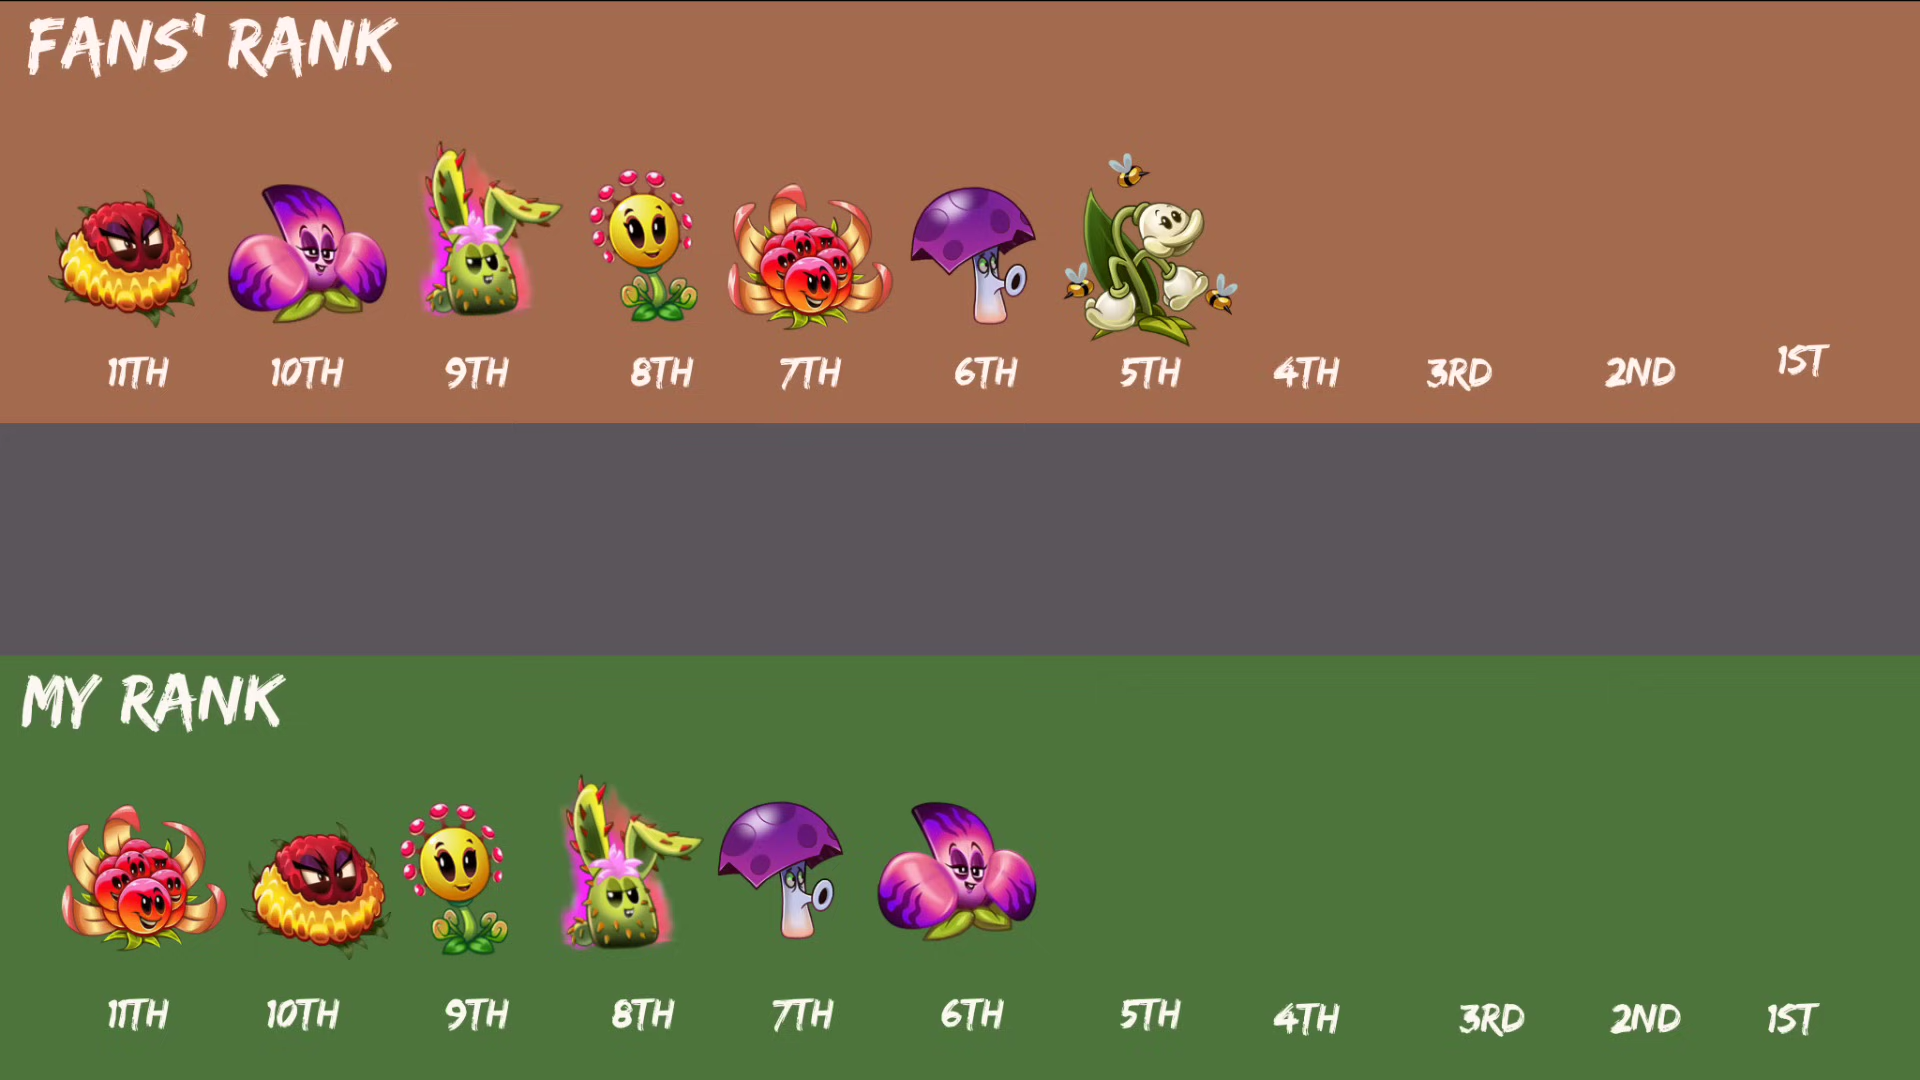 FANS' RANK
11TH 10TH 9TH 8TH 7TH 6TH 5TH 4TH 3RD 2ND 1ST
MY RANK
11TH 10TH 9TH 8TH 7TH 6TH 5TH 4TH 3RD 2ND 1ST